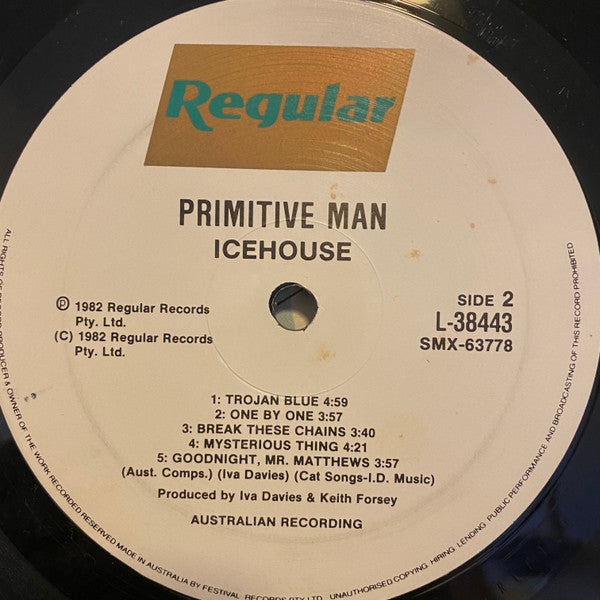 Regular
PRIMITIVE MAN
ICEHOUSE
℗ 1982 Regular Records
Pty. Ltd.
(C) 1982 Regular Records
Pty. Ltd.
SIDE 2
L-38443
SMX-63778
1: TROJAN BLUE 4:59
2: ONE BY ONE 3:57
3: BREAK THESE CHAINS 3:40
4: MYSTERIOUS THING 4:21
5: GOODNIGHT, MR. MATTHEWS 3:57
(Aust. Comps.) (Iva Davies) (Cat Songs-I.D. Music)
Produced by Iva Davies & Keith Forsey
AUSTRALIAN RECORDING
ALL RIGHTS OF PRODUCER & OWNER OF THE WORK RECORDED RESERVED MADE IN AUSTRALIA BY FESTIVAL RECORDS PTY LTD. UNAUTHORISED COPYING HIRING LENDING PUBLIC PERFORMANCE AND BROADCASTING OF THIS RECORD PROHIBITED